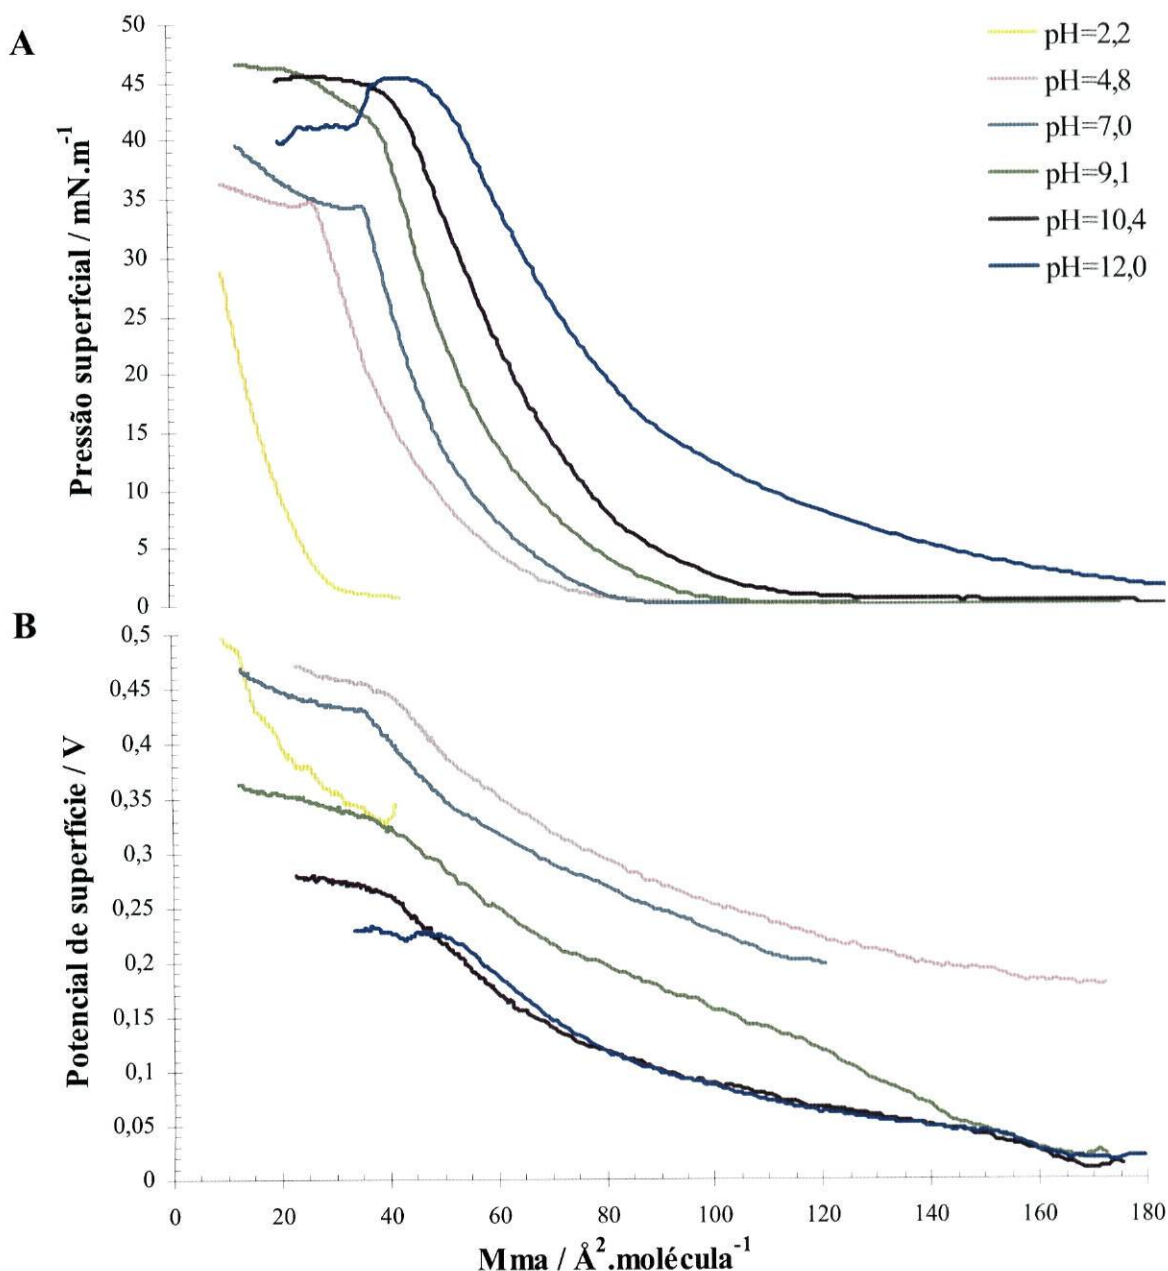 A
50
45
40
35
30
25
20
15
10
5
0
Pressão superfcial / mN.m⁻¹
pH=2,2
pH=4,8
pH=7,0
pH=9,1
pH=10,4
pH=12,0
B
0,5
0,45
0,4
0,35
0,3
0,25
0,2
0,15
0,1
0,05
0
Potencial de superfície / V
0 20 40 60 80 100 120 140 160 180
Mma / Å².molécula⁻¹